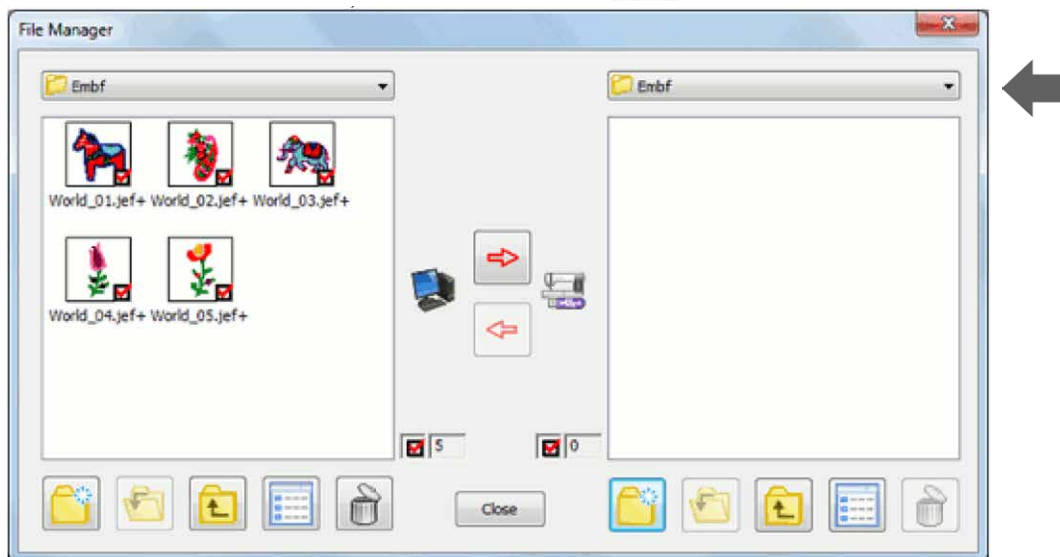 File Manager
Embf
Embf
World_01.jef+ World_02.jef+ World_03.jef+
World_04.jef+ World_05.jef+
5
0
Close